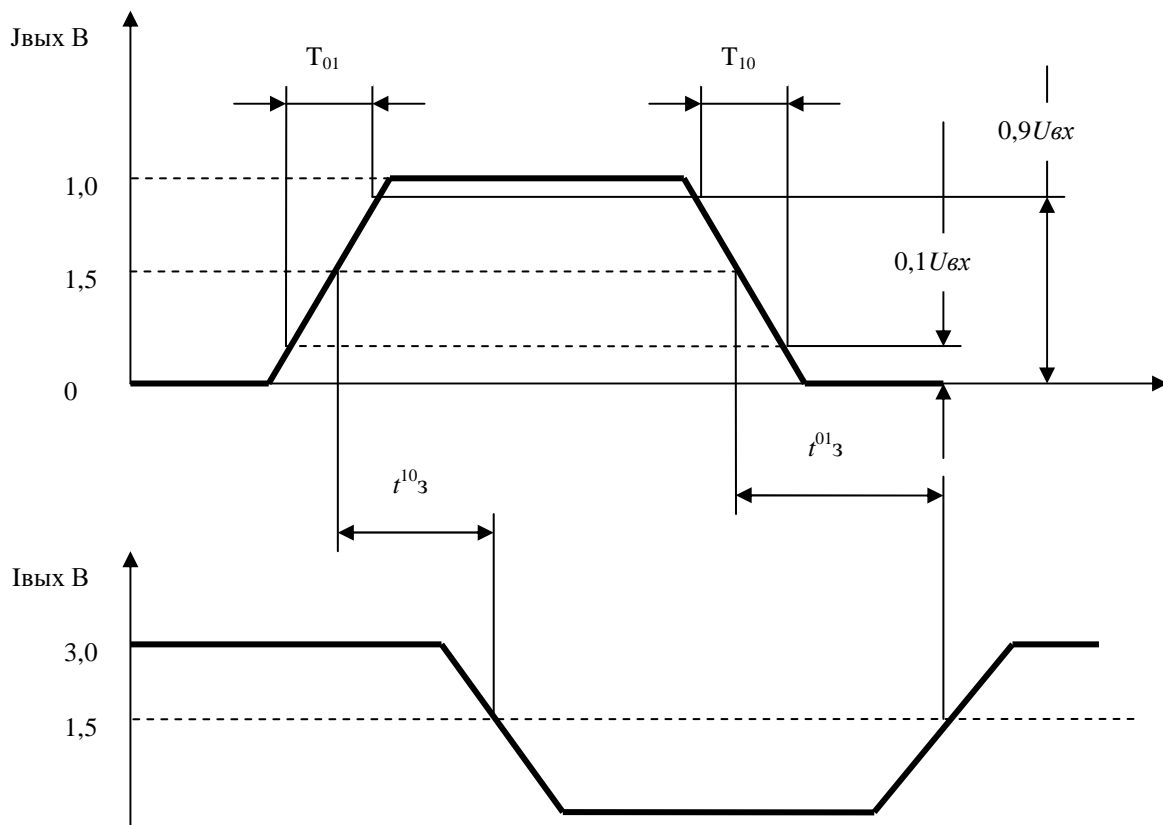 Jвых В
T01
T10
0,9Uвх
1,0
1,5
0,1Uвх
0
t01з
t10з
Iвых В
3,0
1,5